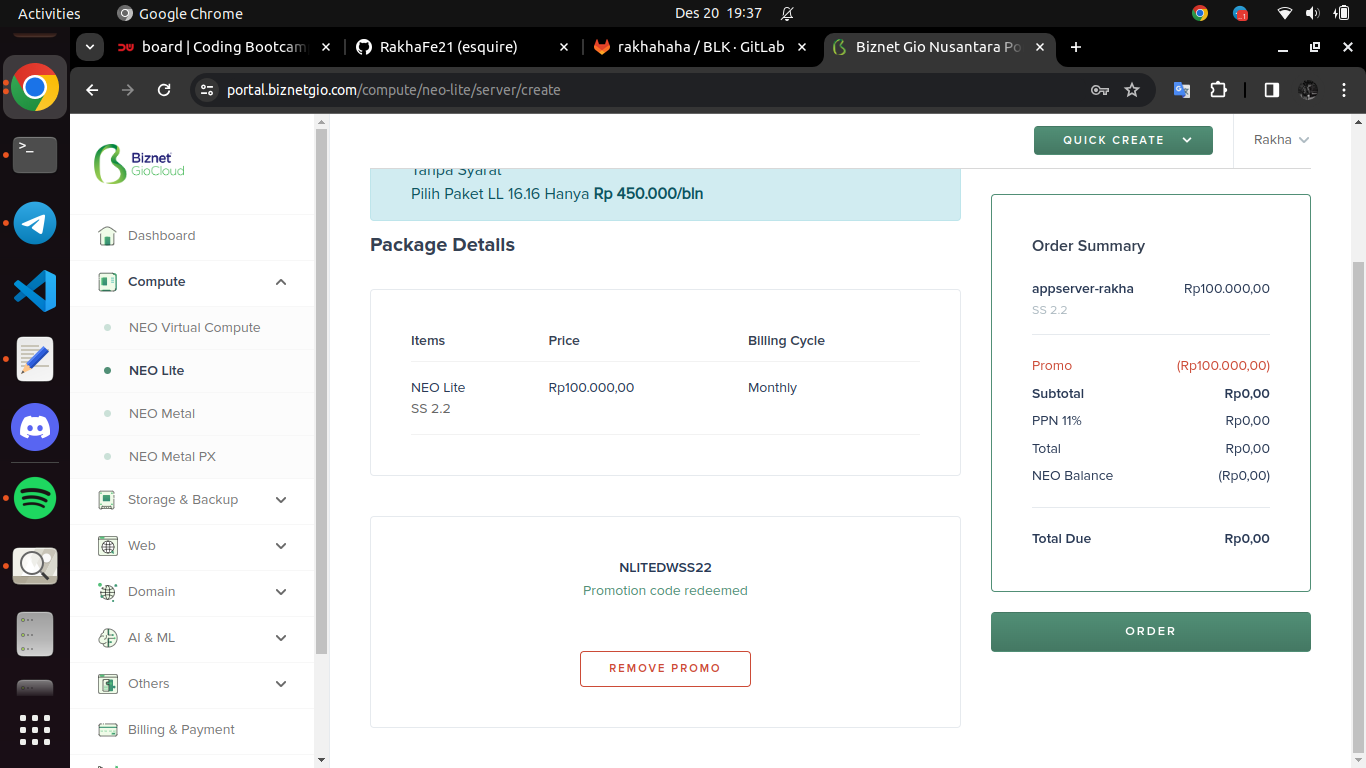 Activities
Google Chrome
Des 20 19:37
board | Coding Bootcam
RakhaFe21 (esquire)
rakhahaha / BLK · GitLab
Biznet Gio Nusantara Po
portal.biznetgio.com/compute/neo-lite/server/create
Biznet
GioCloud
Dashboard
Compute
NEO Virtual Compute
NEO Lite
NEO Metal
NEO Metal PX
Storage & Backup
Web
Domain
AI & ML
Others
Billing & Payment
QUICK CREATE
Rakha
Tanpa Syarat
Pilih Paket LL 16.16 Hanya Rp 450.000/bln
Package Details
Items Price Billing Cycle
NEO Lite Rp100.000,00 Monthly
SS 2.2
NLITEDWSS22
Promotion code redeemed
REMOVE PROMO
Order Summary
appserver-rakha Rp100.000,00
SS 2.2
Promo (Rp100.000,00)
Subtotal Rp0,00
PPN 11% Rp0,00
Total Rp0,00
NEO Balance (Rp0,00)
Total Due Rp0,00
ORDER